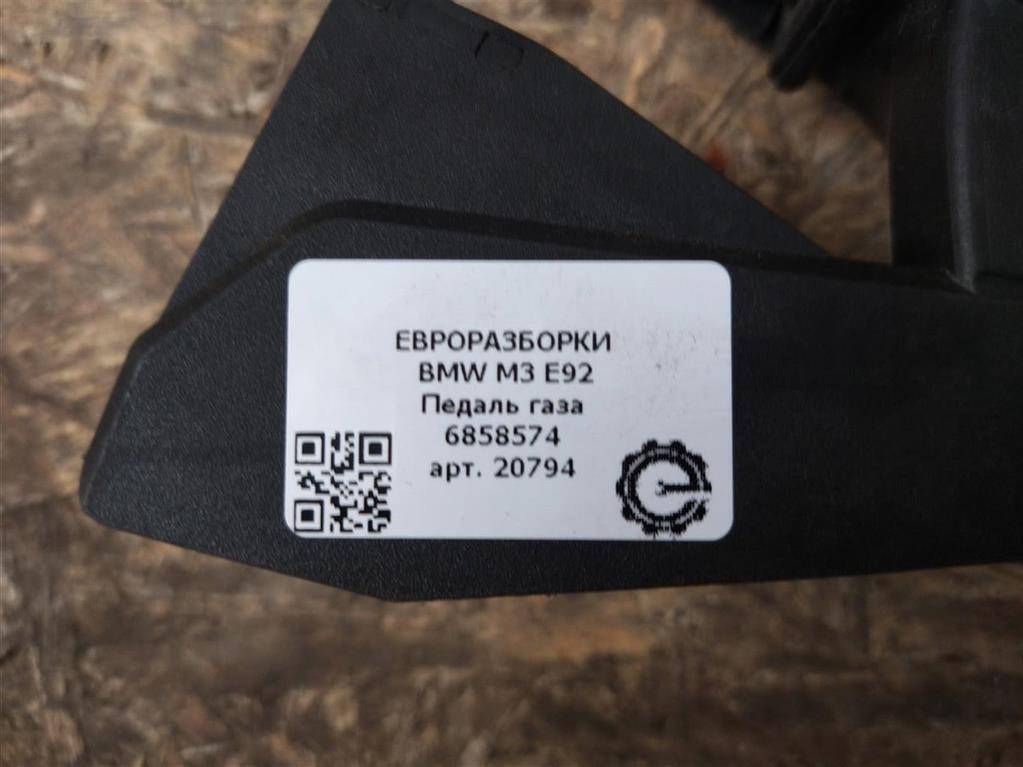 ЕВРОРАЗБОРКИ
BMW M3 E92
Педаль газа
6858574
арт. 20794